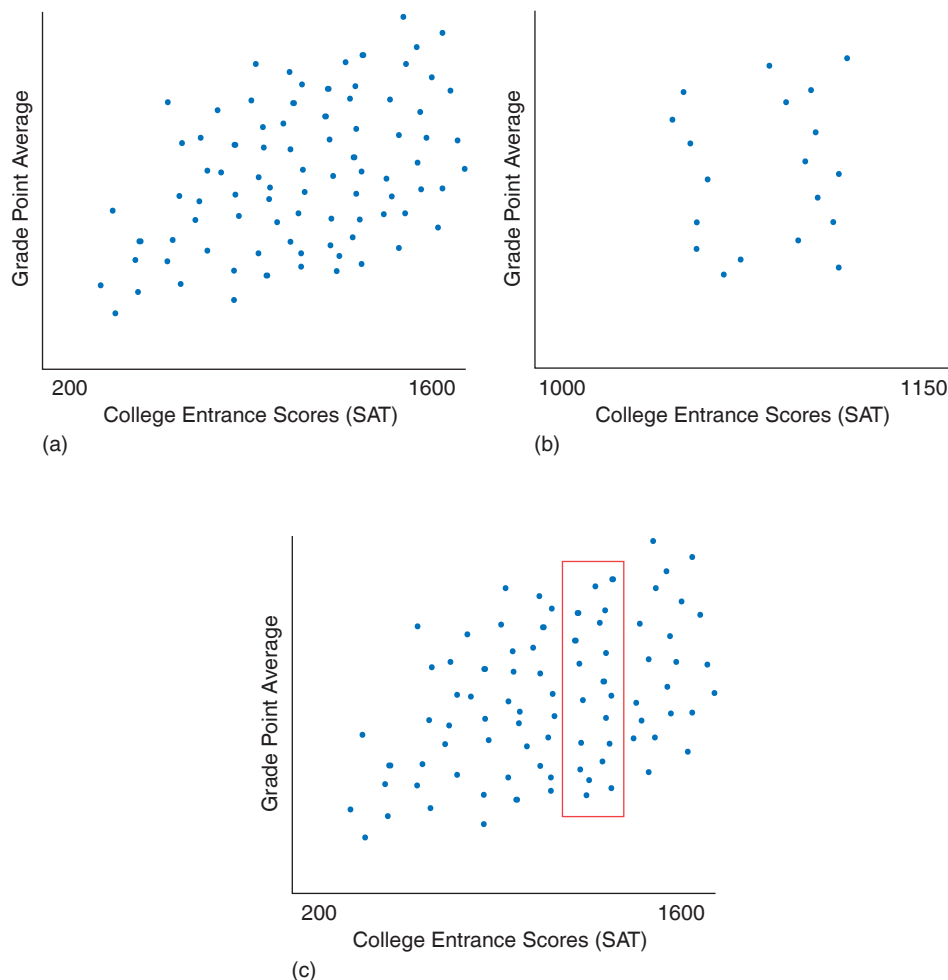 Grade Point Average
200 1600
College Entrance Scores (SAT)
(a)
Grade Point Average
1000 1150
College Entrance Scores (SAT)
(b)
Grade Point Average
200 1600
College Entrance Scores (SAT)
(c)